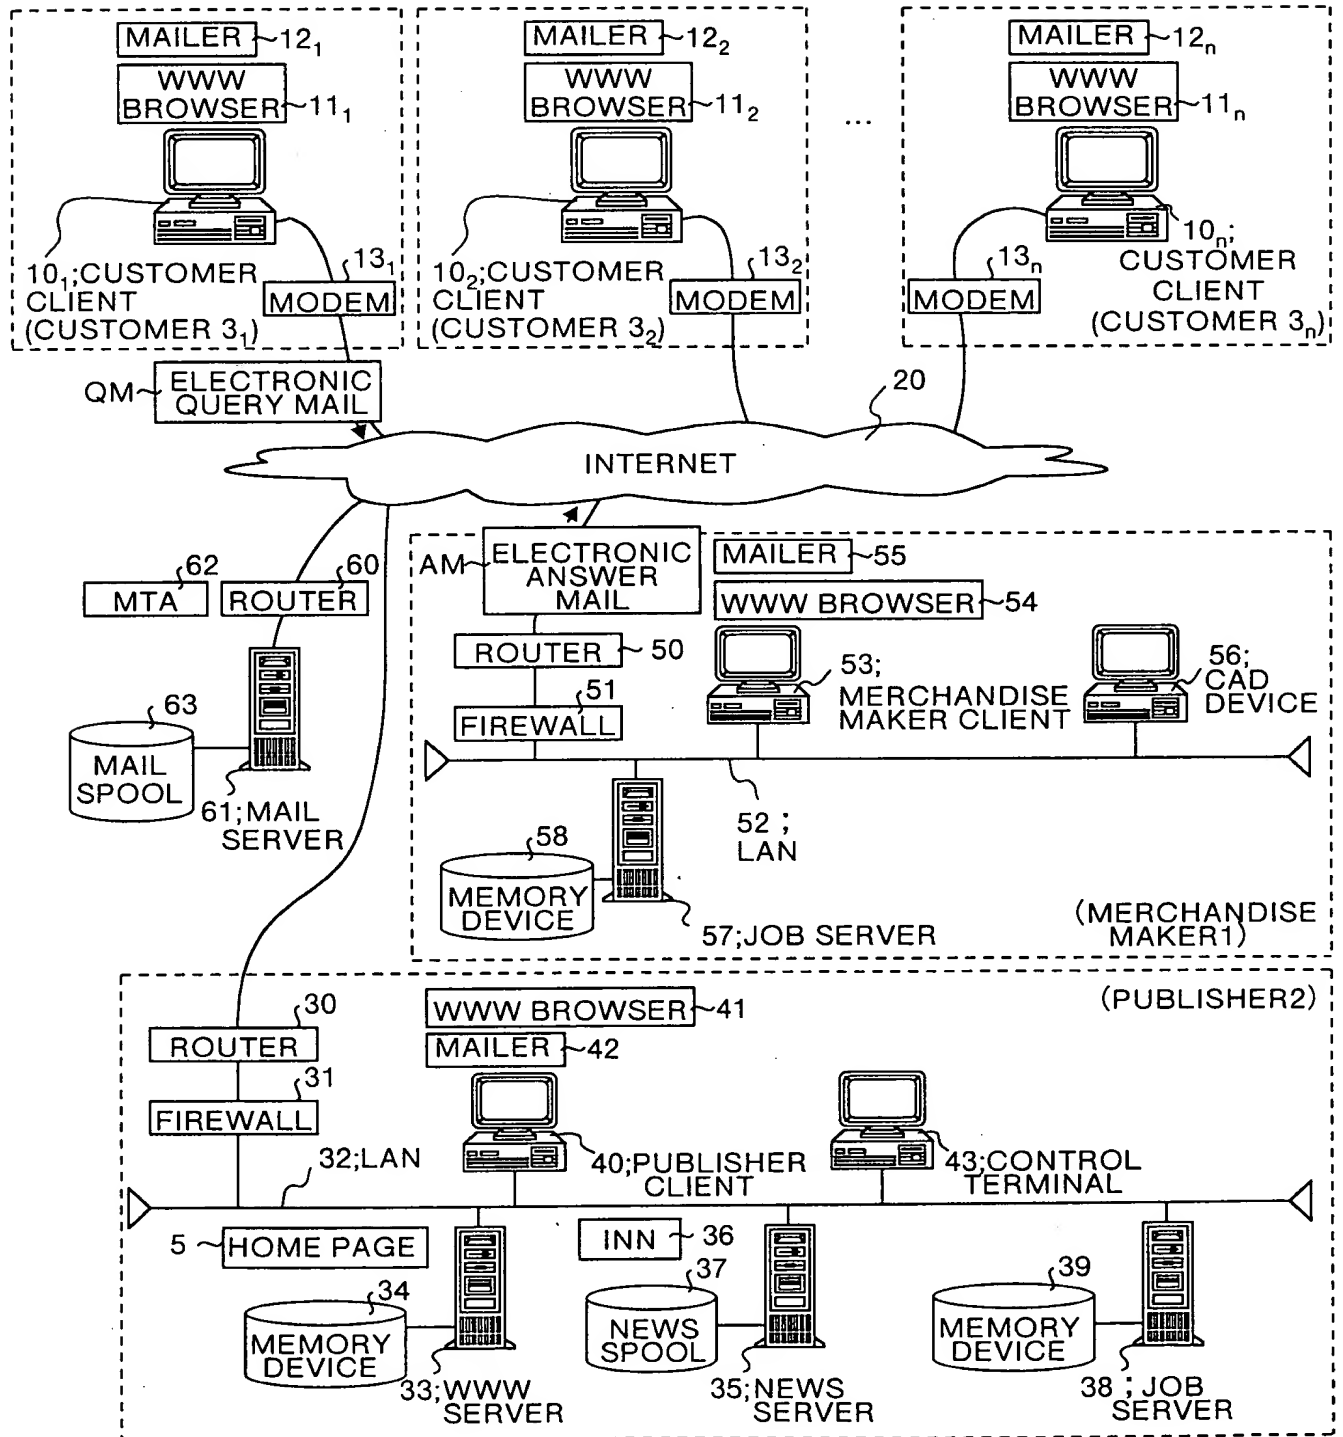 MAILER 12₁
WWW
BROWSER 11₁
10₁;CUSTOMER
CLIENT
(CUSTOMER 3₁)
13₁
MODEM
MAILER 12₂
WWW
BROWSER 11₂
10₂;CUSTOMER
CLIENT
(CUSTOMER 3₂)
13₂
MODEM
...
MAILER 12ₙ
WWW
BROWSER 11ₙ
13ₙ
MODEM
10ₙ;
CUSTOMER
CLIENT
(CUSTOMER 3ₙ)
QM ELECTRONIC
QUERY MAIL
20
INTERNET
62
MTA
60
ROUTER
63
MAIL
SPOOL
61;MAIL
SERVER
AM ELECTRONIC
ANSWER
MAIL
MAILER 55
WWW BROWSER 54
ROUTER 50
51
FIREWALL
53;
MERCHANDISE
MAKER CLIENT
56;
CAD
DEVICE
52 ;
LAN
58
MEMORY
DEVICE
57;JOB SERVER
(MERCHANDISE
MAKER1)
(PUBLISHER2)
WWW BROWSER 41
MAILER 42
30
ROUTER
31
FIREWALL
32;LAN
40;PUBLISHER
CLIENT
43;CONTROL
TERMINAL
5 HOME PAGE
INN 36
34
MEMORY
DEVICE
33;WWW
SERVER
37
NEWS
SPOOL
35;NEWS
SERVER
39
MEMORY
DEVICE
38 ;JOB
SERVER